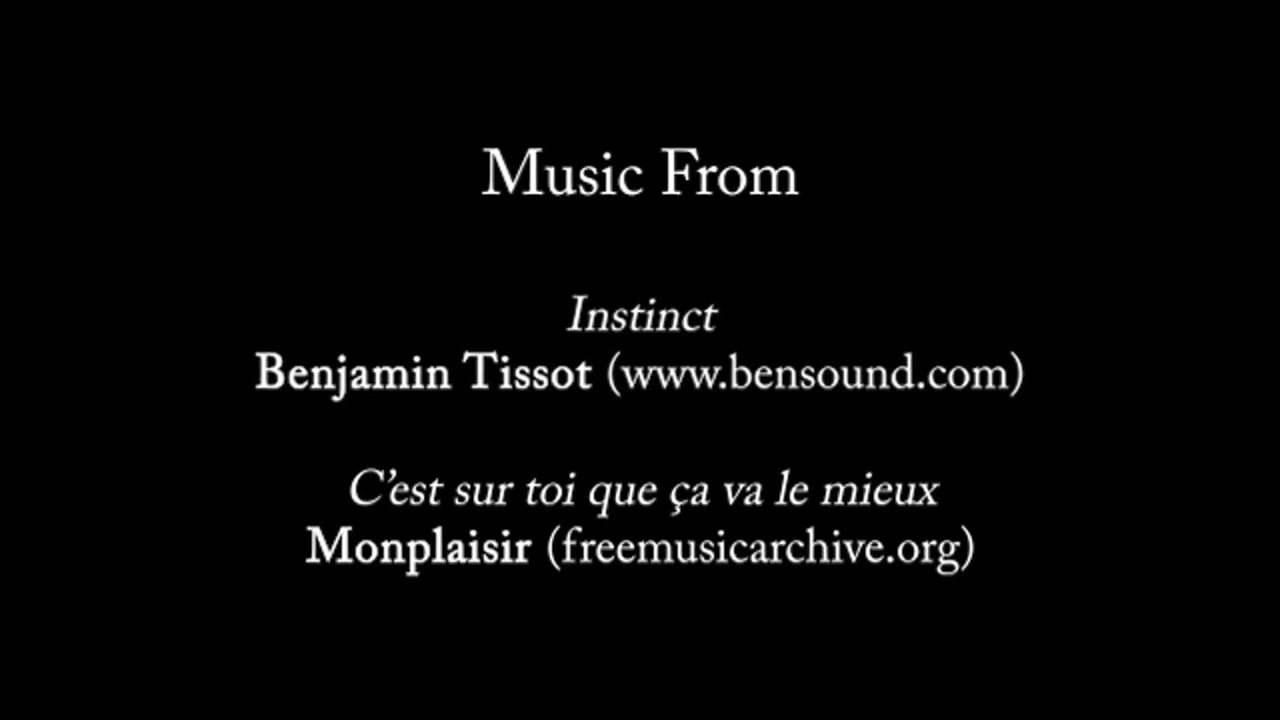 Music From
Instinct
Benjamin Tissot (www.bensound.com)
C’est sur toi que ça va le mieux
Monplaisir (freemusicarchive.org)